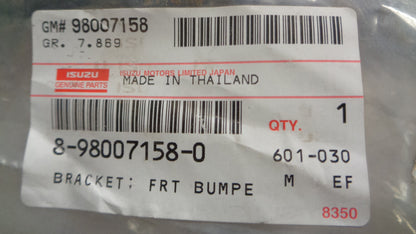 GM# 98007158
GR. 7.869
ISUZU
GENUINE PARTS
ISUZU MOTORS LIMITED JAPAN
MADE IN THAILAND
QTY. 1
8-98007158-0
601-030
BRACKET; FRT BUMPE
M EF
8350